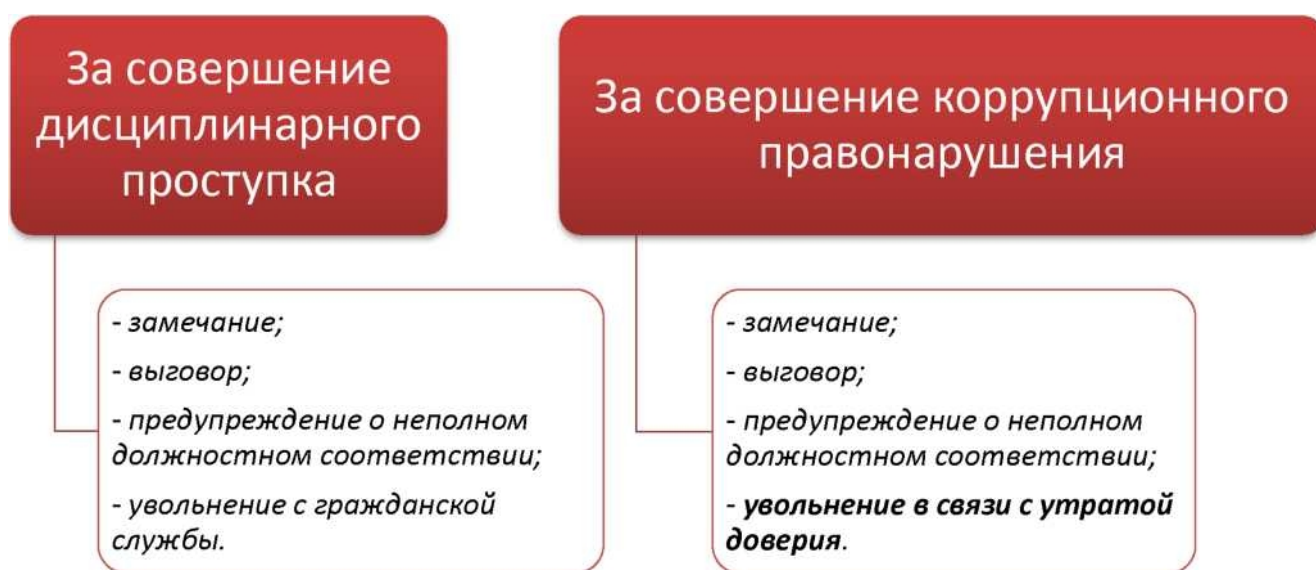 За совершение
дисциплинарного
проступка
- замечание;
- выговор;
- предупреждение о неполном
должностном соответствии;
- увольнение с гражданской
службы.
За совершение коррупционного
правонарушения
- замечание;
- выговор;
- предупреждение о неполном
должностном соответствии;
- увольнение в связи с утратой
доверия.